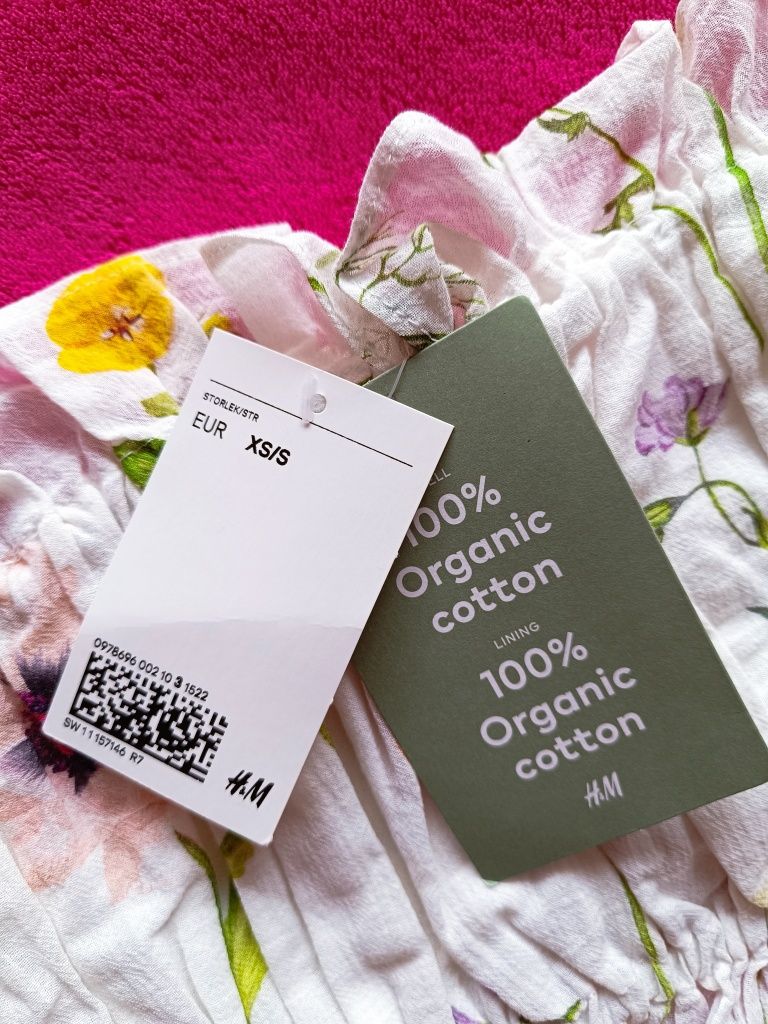 STORLEK/STR
EUR XS/S
0978696 002 10 3 1522
SW 11157146 R7
H&M
100%
Organic
cotton
LINING
100%
Organic
cotton
H&M